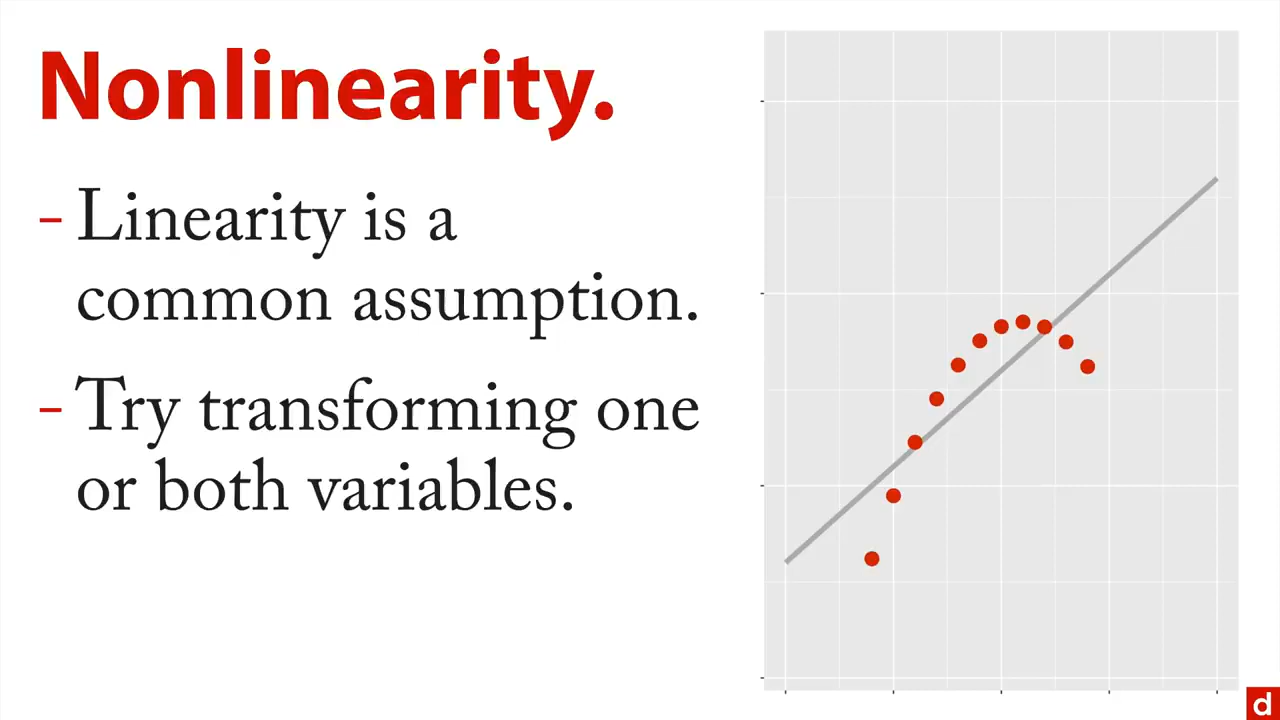 Nonlinearity.
- Linearity is a
common assumption.
- Try transforming one
or both variables.
d